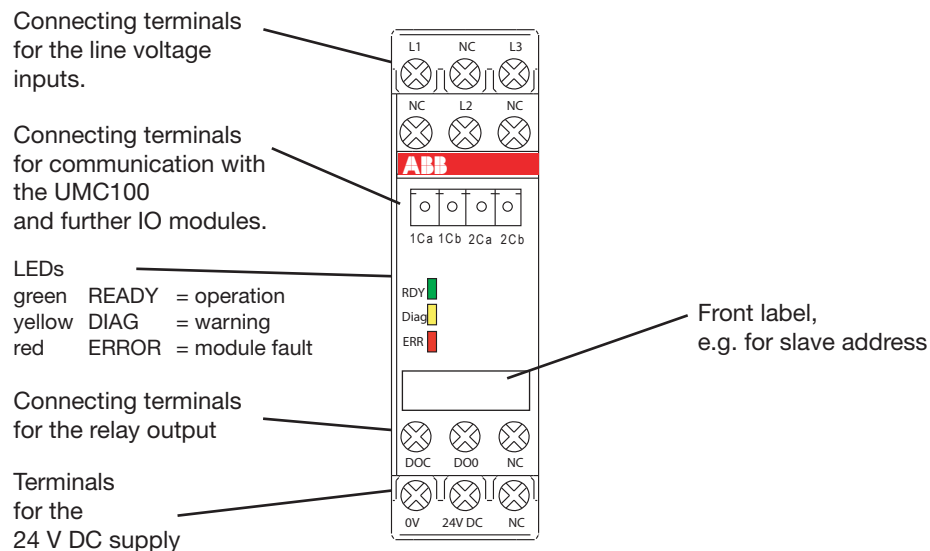 Connecting terminals
for the line voltage
inputs.
Connecting terminals
for communication with
the UMC100
and further IO modules.
LEDs
green READY = operation
yellow DIAG = warning
red ERROR = module fault
Connecting terminals
for the relay output
Terminals
for the
24 V DC supply
L1 NC L3
NC L2 NC
ABB
1Ca 1Cb 2Ca 2Cb
RDY
Diag
ERR
DOC DO0 NC
0V 24V DC NC
Front label,
e.g. for slave address